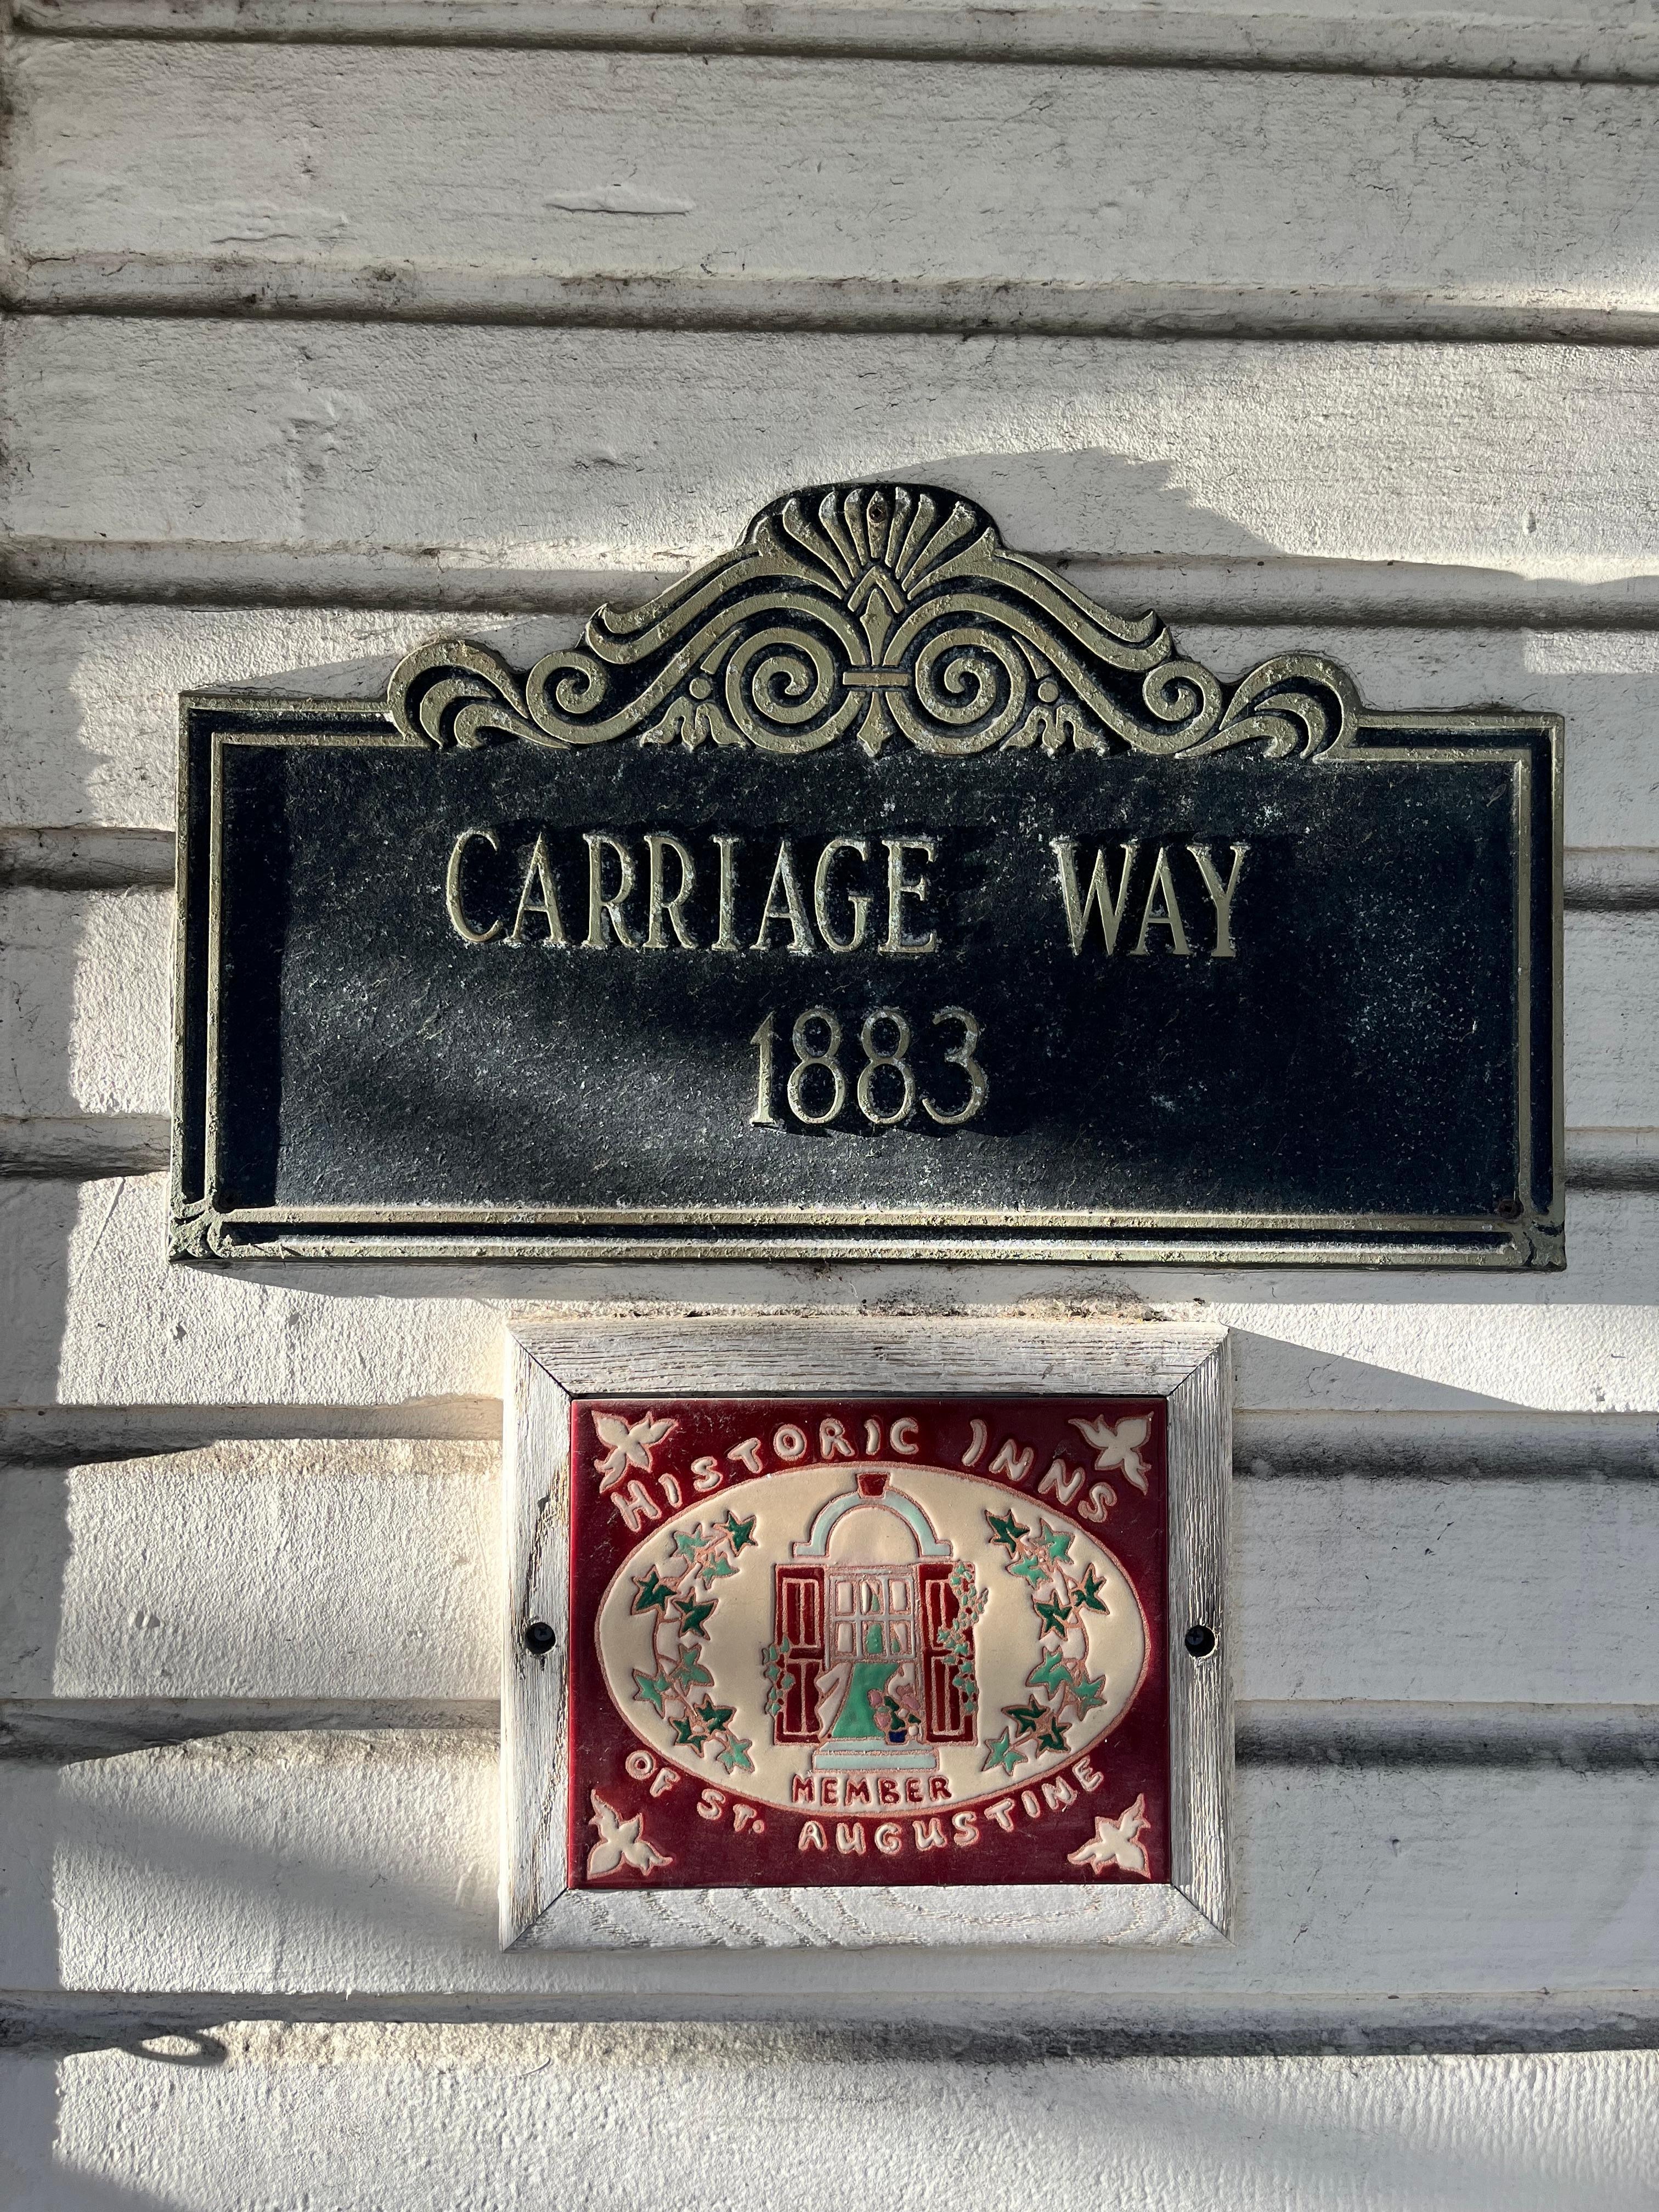 CARRIAGE WAY
1883
HISTORIC INNS
MEMBER
OF ST. AUGUSTINE